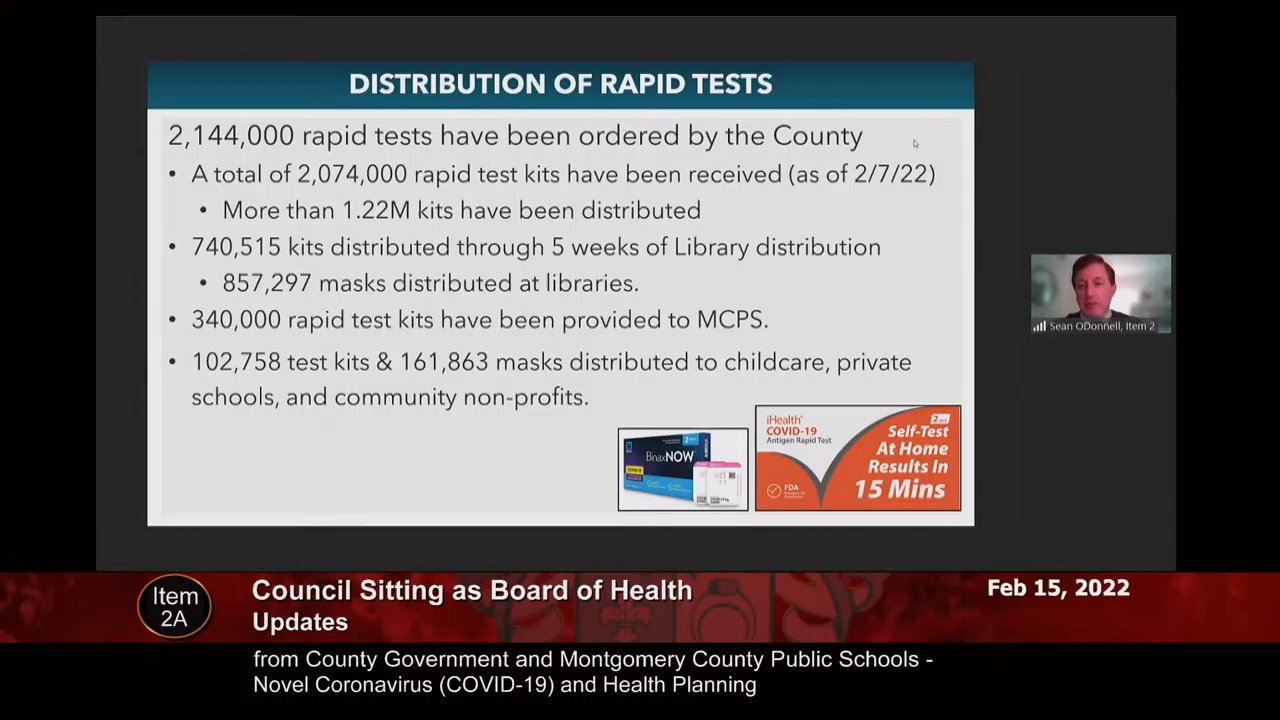 DISTRIBUTION OF RAPID TESTS
2,144,000 rapid tests have been ordered by the County
• A total of 2,074,000 rapid test kits have been received (as of 2/7/22)
• More than 1.22M kits have been distributed
• 740,515 kits distributed through 5 weeks of Library distribution
• 857,297 masks distributed at libraries.
• 340,000 rapid test kits have been provided to MCPS.
• 102,758 test kits & 161,863 masks distributed to childcare, private
schools, and community non-profits.
BinaxNOW
iHealth
COVID-19
Antigen Rapid Test
FDA
Self-Test
At Home
Results In
15 Mins
Sean ODonnell, Item 2
Item
2A
Council Sitting as Board of Health
Updates
Feb 15, 2022
from County Government and Montgomery County Public Schools -
Novel Coronavirus (COVID-19) and Health Planning